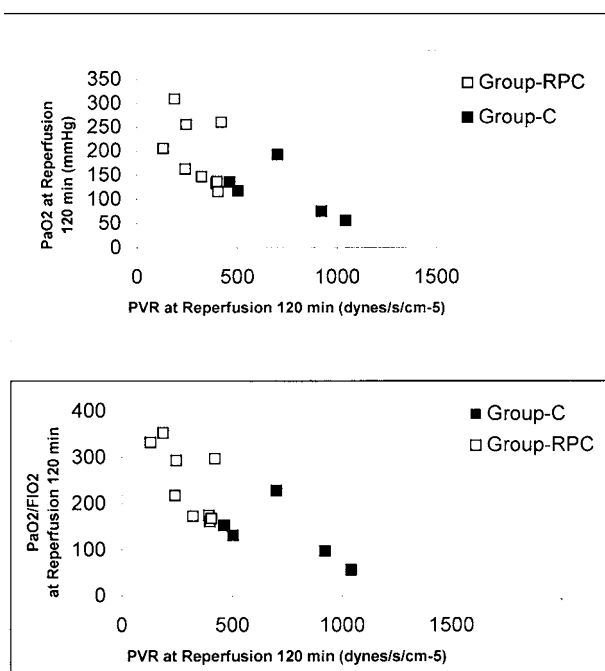 350
300
250
200
150
100
50
0
PaO2 at Reperfusion
120 min (mmHg)
Group-RPC
Group-C
0 500 1000 1500
PVR at Reperfusion 120 min (dynes/s/cm-5)
400
300
200
100
0
PaO2/FIO2
at Reperfusion 120 min
Group-C
Group-RPC
0 500 1000 1500
PVR at Reperfusion 120 min (dynes/s/cm-5)